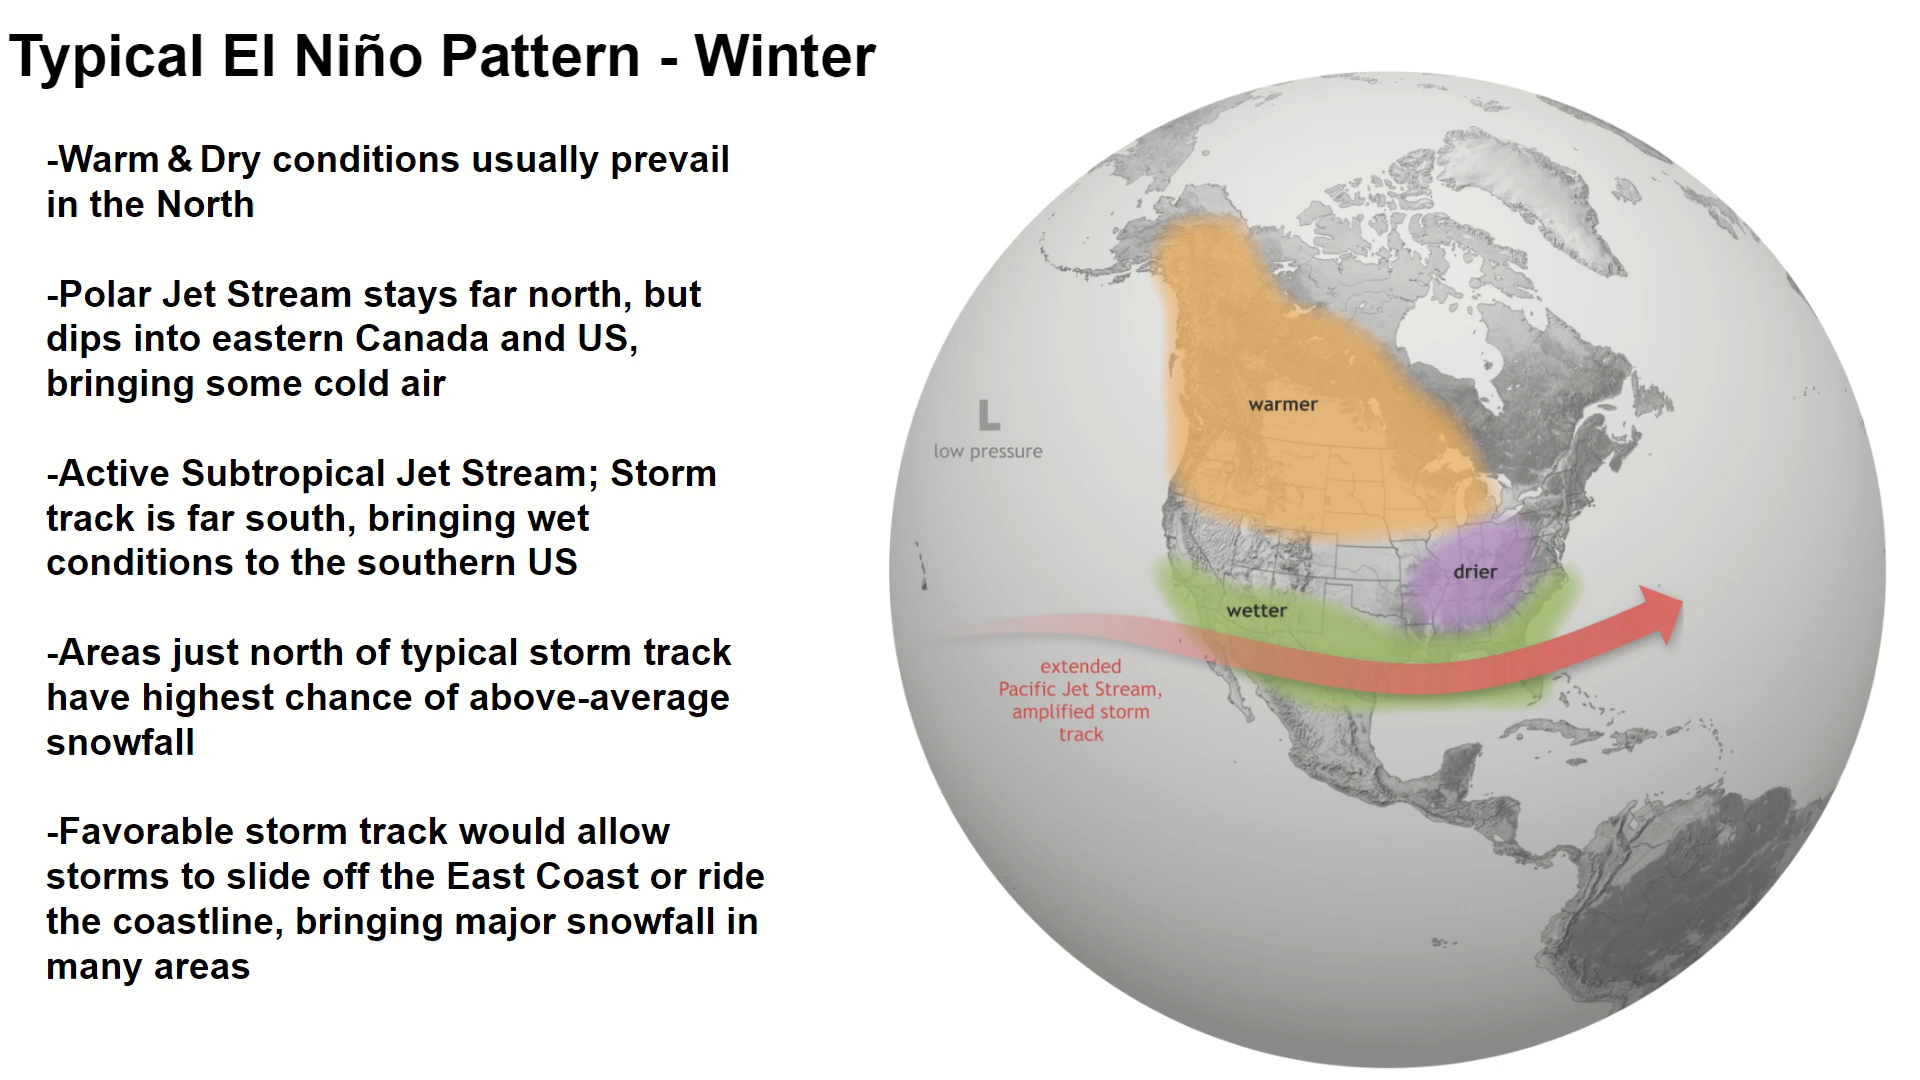 Typical El Niño Pattern - Winter
-Warm & Dry conditions usually prevail
in the North
-Polar Jet Stream stays far north, but
dips into eastern Canada and US,
bringing some cold air
-Active Subtropical Jet Stream; Storm
track is far south, bringing wet
conditions to the southern US
-Areas just north of typical storm track
have highest chance of above-average
snowfall
-Favorable storm track would allow
storms to slide off the East Coast or ride
the coastline, bringing major snowfall in
many areas
warmer
L
low pressure
drier
wetter
extended
Pacific Jet Stream,
amplified storm
track